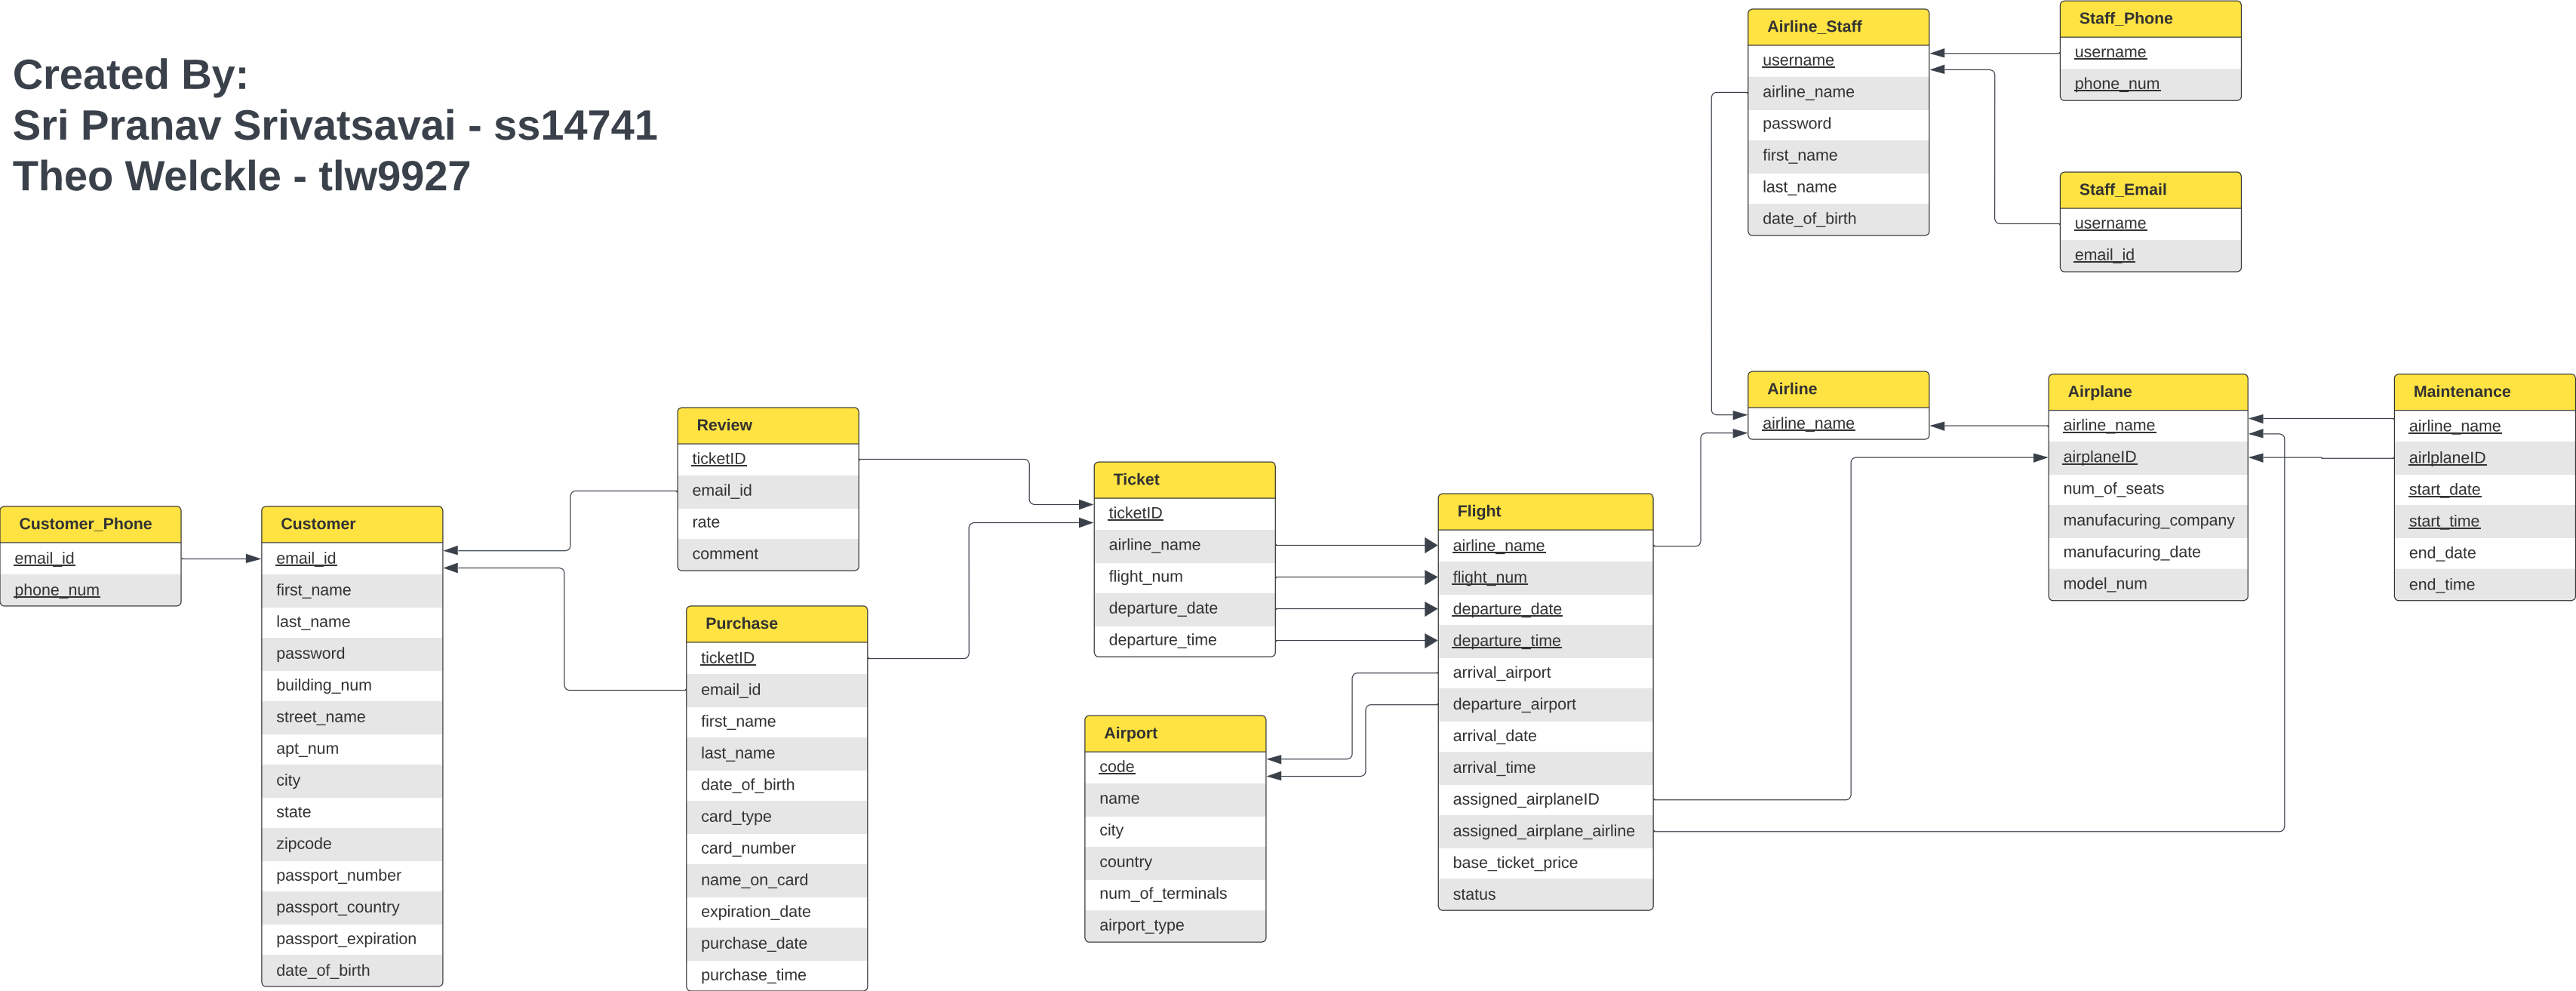 Created By:
Sri Pranav Srivatsavai - ss14741
Theo Welckle - tlw9927
Airline_Staff
username
airline_name
password
first_name
last_name
date_of_birth
Staff_Phone
username
phone_num
Staff_Email
username
email_id
Customer_Phone
email_id
phone_num
Customer
email_id
first_name
last_name
password
building_num
street_name
apt_num
city
state
zipcode
passport_number
passport_country
passport_expiration
date_of_birth
Review
ticketID
email_id
rate
comment
Purchase
ticketID
email_id
first_name
last_name
date_of_birth
card_type
card_number
name_on_card
expiration_date
purchase_date
purchase_time
Ticket
ticketID
airline_name
flight_num
departure_date
departure_time
Airport
code
name
city
country
num_of_terminals
airport_type
Flight
airline_name
flight_num
departure_date
departure_time
arrival_airport
departure_airport
arrival_date
arrival_time
assigned_airplaneID
assigned_airplane_airline
base_ticket_price
status
Airline
airline_name
Airplane
airline_name
airplaneID
num_of_seats
manufacuring_company
manufacuring_date
model_num
Maintenance
airline_name
airlplaneID
start_date
start_time
end_date
end_time